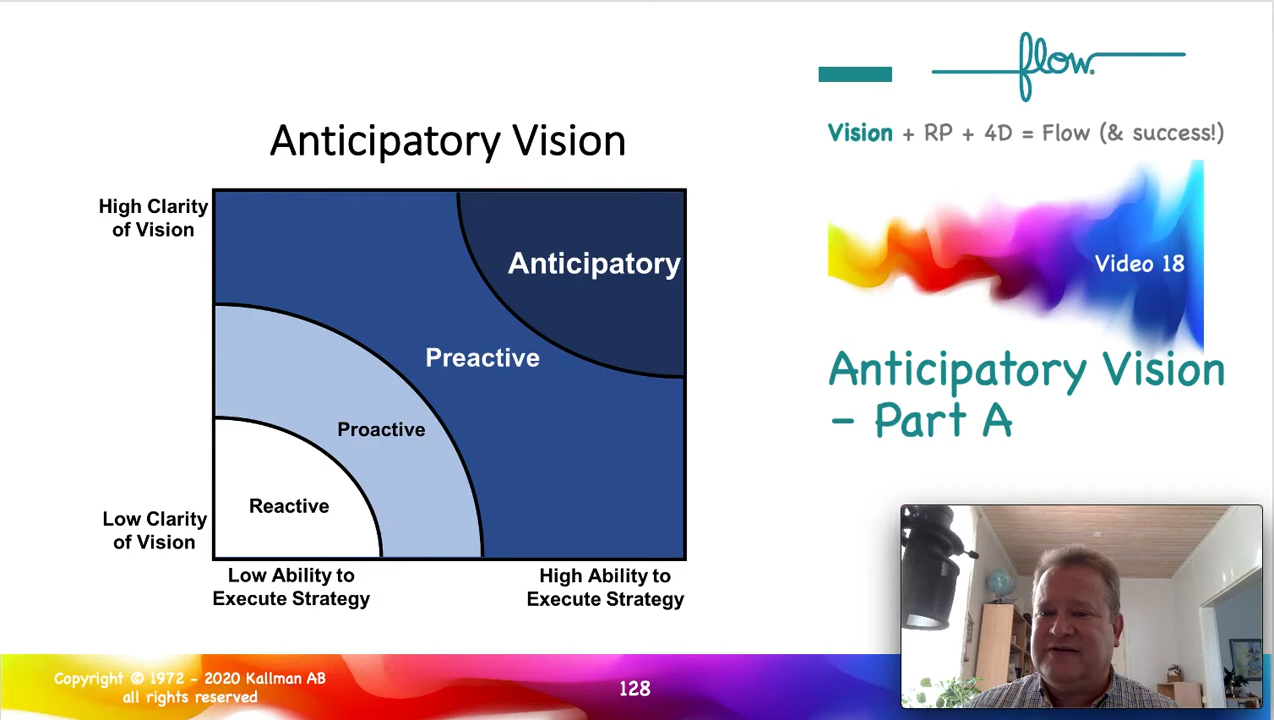 flow
Vision + RP + 4D = Flow (& success!)
Anticipatory Vision
High Clarity
of Vision
Anticipatory
Preactive
Proactive
Reactive
Low Clarity
of Vision
Low Ability to
Execute Strategy
High Ability to
Execute Strategy
Video 18
Anticipatory Vision
– Part A
Copyright © 1972 - 2020 Kallman AB
all rights reserved
128